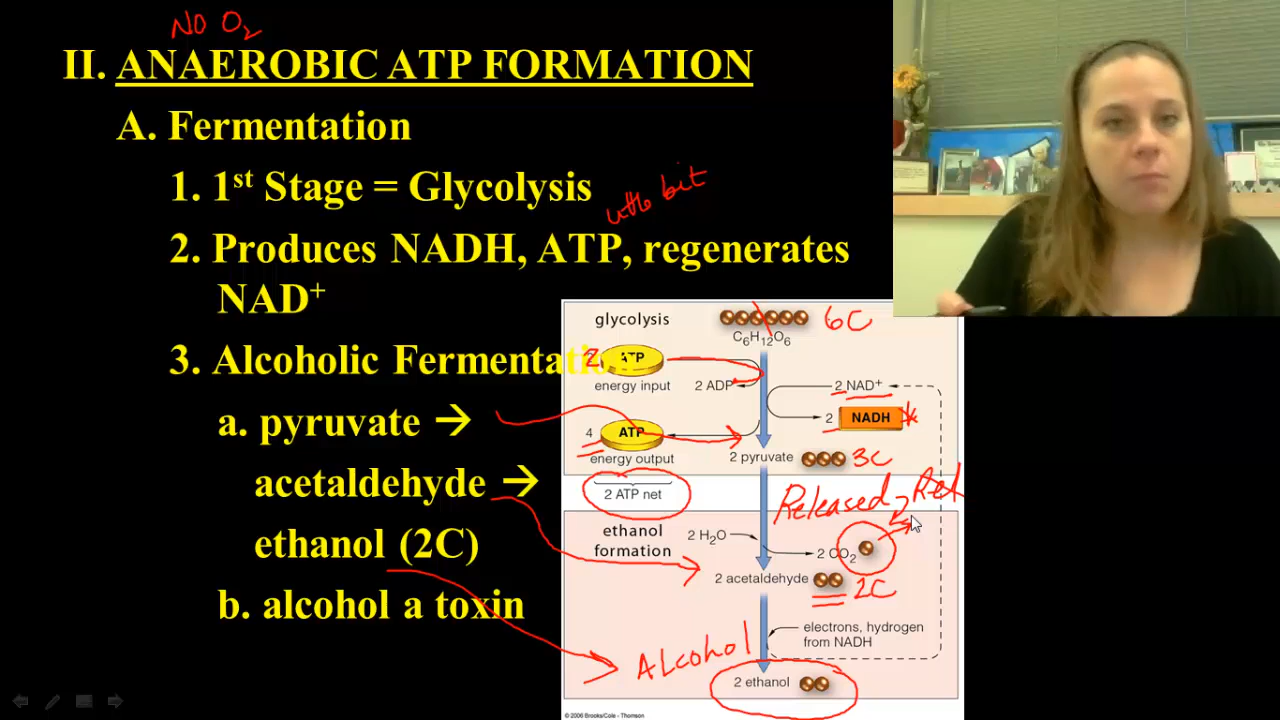 NO O2
II. ANAEROBIC ATP FORMATION
A. Fermentation
1. 1st Stage = Glycolysis
little bit
2. Produces NADH, ATP, regenerates
NAD+
3. Alcoholic Fermentation
a. pyruvate →
acetaldehyde →
ethanol (2C)
b. alcohol a toxin
glycolysis
6C
C6H12O6
2 ATP
energy input
2 ADP
2 NAD+
2 NADH *
4 ATP
energy output
2 pyruvate
3C
2 ATP net
Released
ethanol
formation
2 H2O
2 CO2
2 acetaldehyde
2C
electrons, hydrogen
from NADH
Alcohol
2 ethanol
© 2006 Brooks/Cole - Thomson